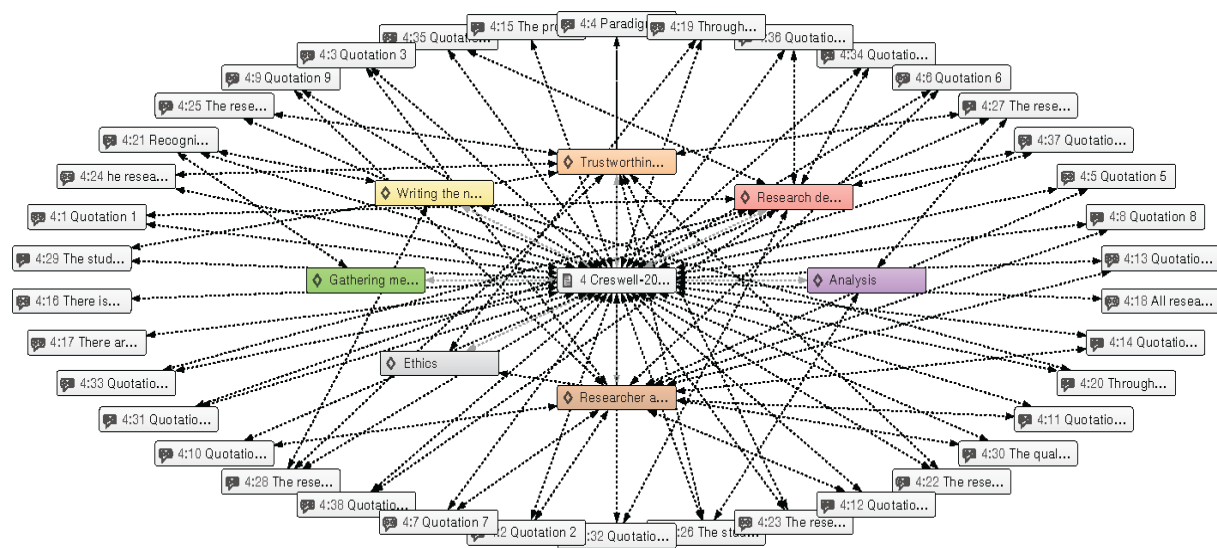 4:15 The pr
4:4 Paradig
4:19 Through...
4:35 Quotati
4:36 Quotatio...
4:3 Quotation 3
4:34 Quotatio...
4:9 Quotation 9
4:6 Quotation 6
4:25 The rese...
4:27 The rese...
4:21 Recogni...
4:37 Quotatio...
Trustworthin...
4:24 he resea...
4:5 Quotation 5
Writing the n...
Research de...
4:1 Quotation 1
4:8 Quotation 8
4:29 The stud...
4:13 Quotatio...
Gathering me...
4 Creswell-20...
Analysis
4:16 There is...
4:18 All resea...
4:17 There ar...
4:14 Quotatio...
Ethics
4:33 Quotatio...
4:20 Through...
Researcher a...
4:31 Quotatio...
4:11 Quotatio...
4:10 Quotatio...
4:30 The qual...
4:28 The rese...
4:22 The rese...
4:38 Quotatio...
4:12 Quotatio...
4:7 Quotation 7
4:23 The rese...
:2 Quotation 2
:32 Quotatio...
:26 The stud...